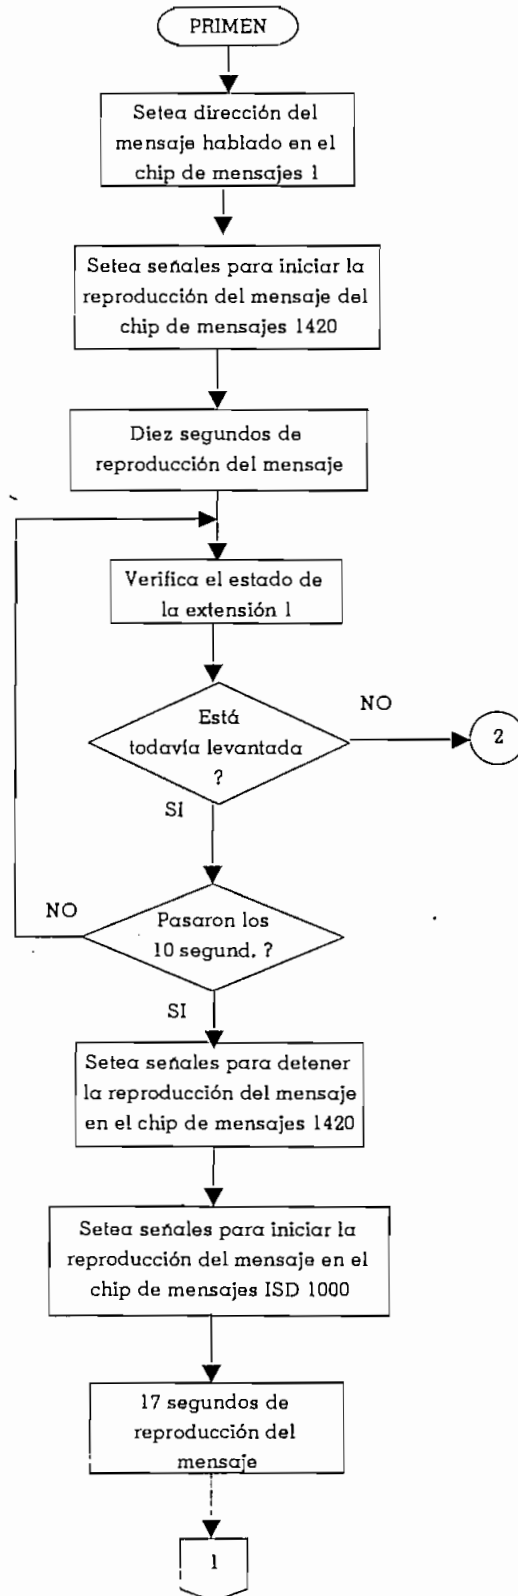 PRIMEN
Setea dirección del
mensaje hablado en el
chip de mensajes 1
Setea señales para iniciar la
reproducción del mensaje del
chip de mensajes 1420
Diez segundos de
reproducción del mensaje
Verifica el estado de
la extensión 1
Está
todavía levantada
?
NO
2
SI
Pasaron los
10 segund. ?
NO
SI
Setea señales para detener
la reproducción del mensaje
en el chip de mensajes 1420
Setea señales para iniciar la
reproducción del mensaje en el
chip de mensajes ISD 1000
17 segundos de
reproducción del
mensaje
1